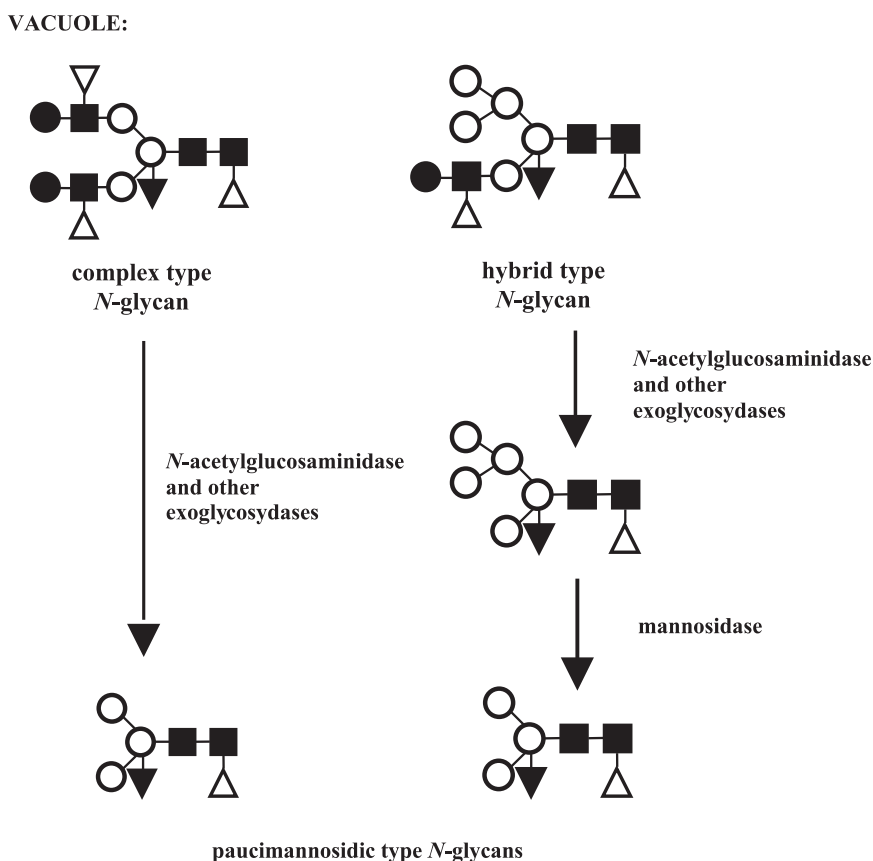 VACUOLE:
complex type
N-glycan
hybrid type
N-glycan
N-acetylglucosaminidase
and other
exoglycosydases
N-acetylglucosaminidase
and other
exoglycosydases
mannosidase
paucimannosidic type N-glycans